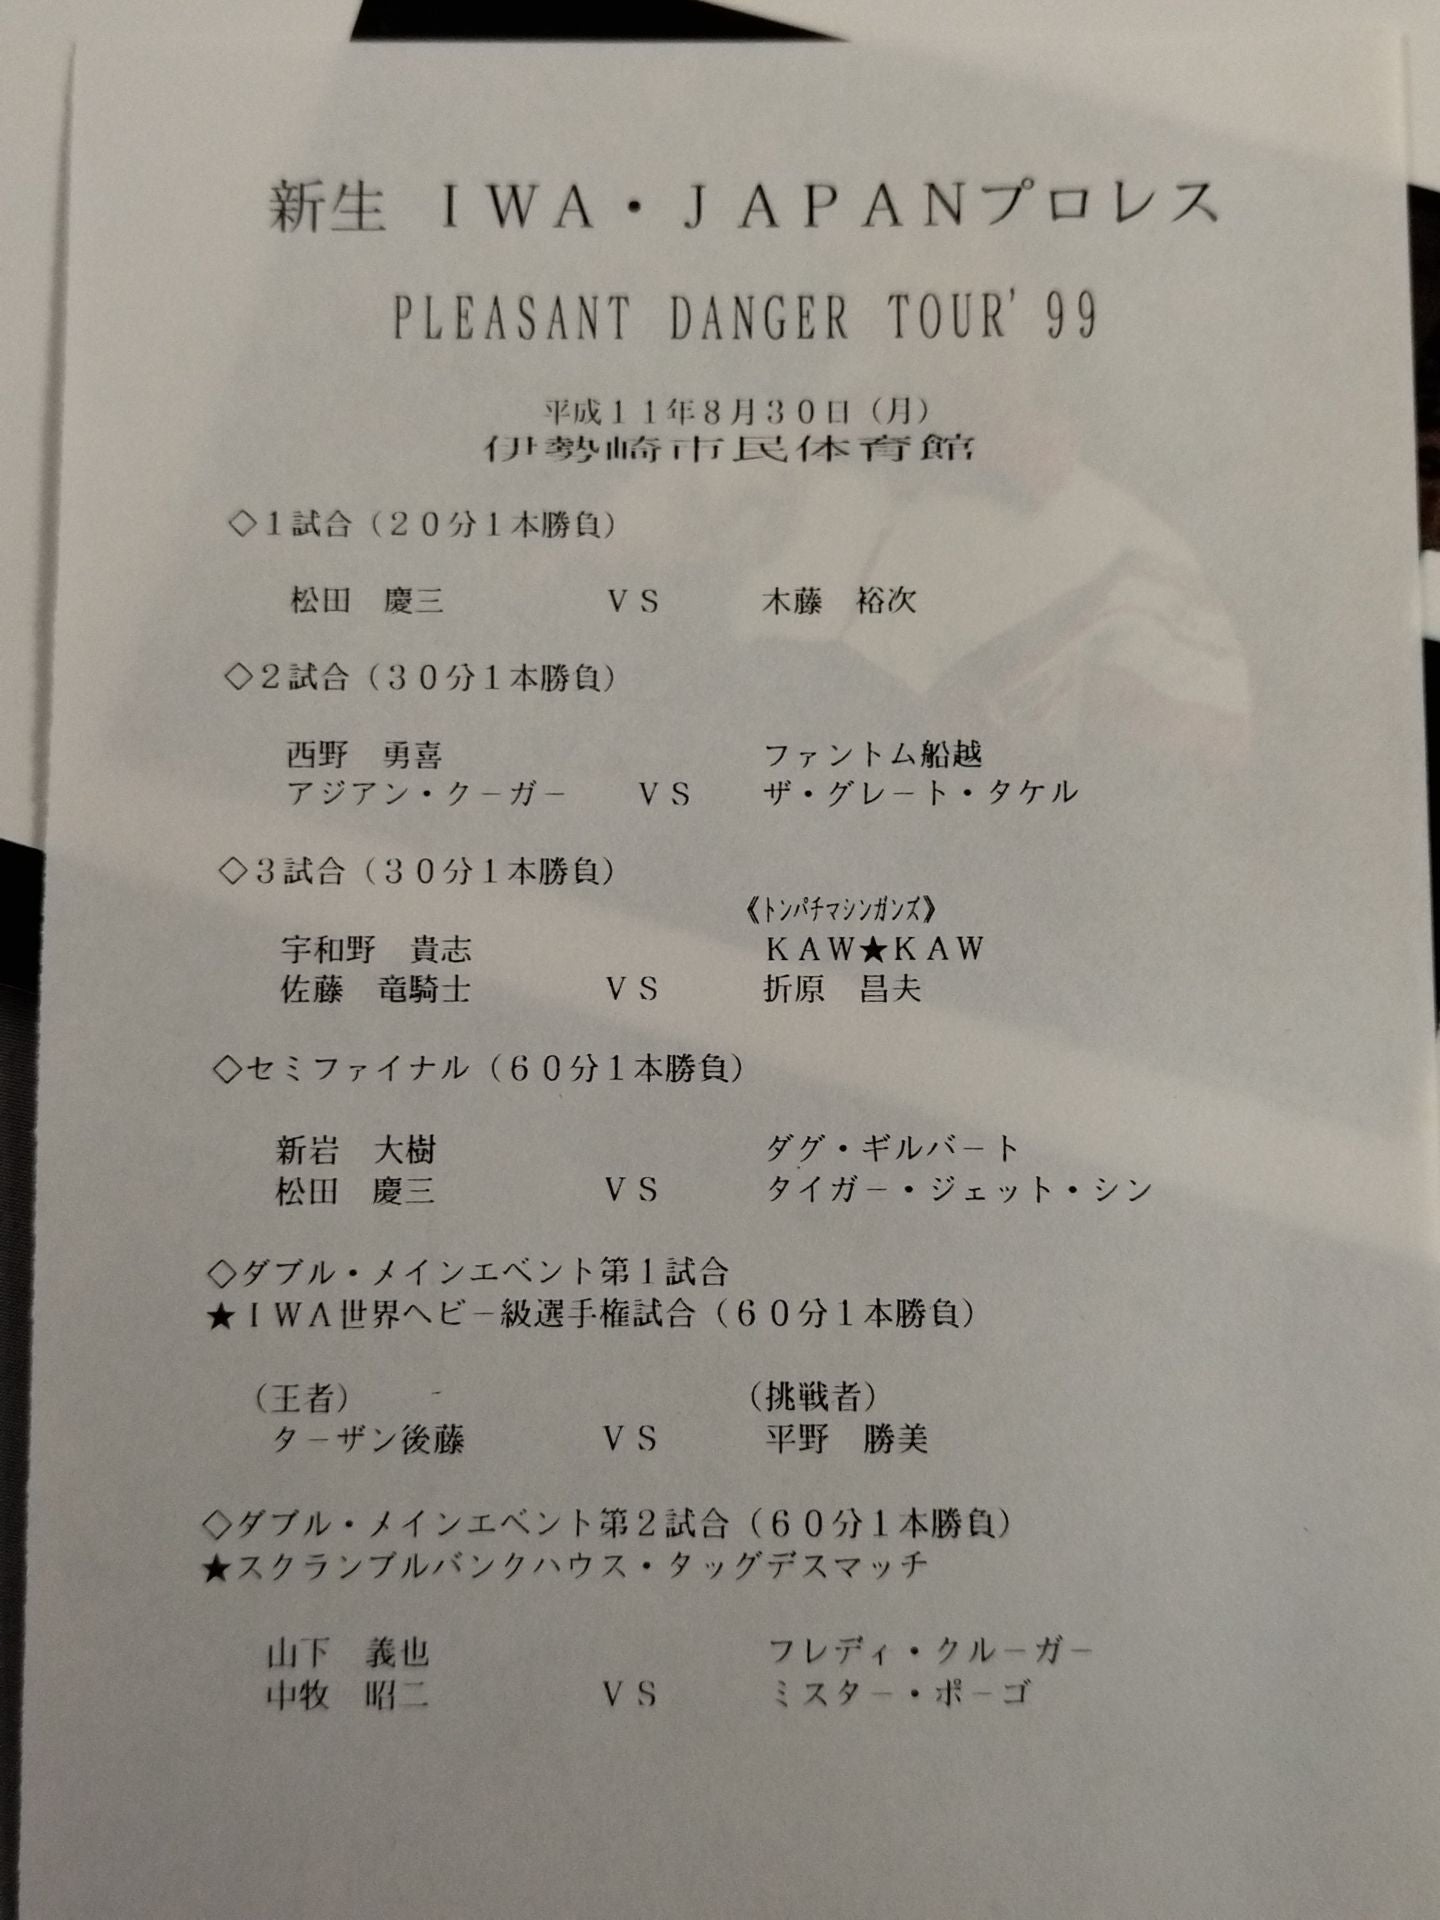 新生 ＩＷＡ・ＪＡＰＡＮプロレス
PLEASANT DANGER TOUR'99
平成１１年８月３０日（月）
伊勢崎市民体育館
◇１試合（２０分１本勝負）
松田　慶三　ＶＳ　木藤　裕次
◇２試合（３０分１本勝負）
西野　勇喜　ファントム船越
アジアン・クーガー　ＶＳ　ザ・グレート・タケル
◇３試合（３０分１本勝負）
《トンパチマシンガンズ》
宇和野　貴志　ＫＡＷ★ＫＡＷ
佐藤　竜騎士　ＶＳ　折原　昌夫
◇セミファイナル（６０分１本勝負）
新岩　大樹　ダグ・ギルバート
松田　慶三　ＶＳ　タイガー・ジェット・シン
◇ダブル・メインエベント第１試合
★ＩＷＡ世界ヘビー級選手権試合（６０分１本勝負）
（王者）　（挑戦者）
ターザン後藤　ＶＳ　平野　勝美
◇ダブル・メインエベント第２試合（６０分１本勝負）
★スクランブルバンクハウス・タッグデスマッチ
山下　義也　フレディ・クルーガー
中牧　昭二　ＶＳ　ミスター・ポーゴ